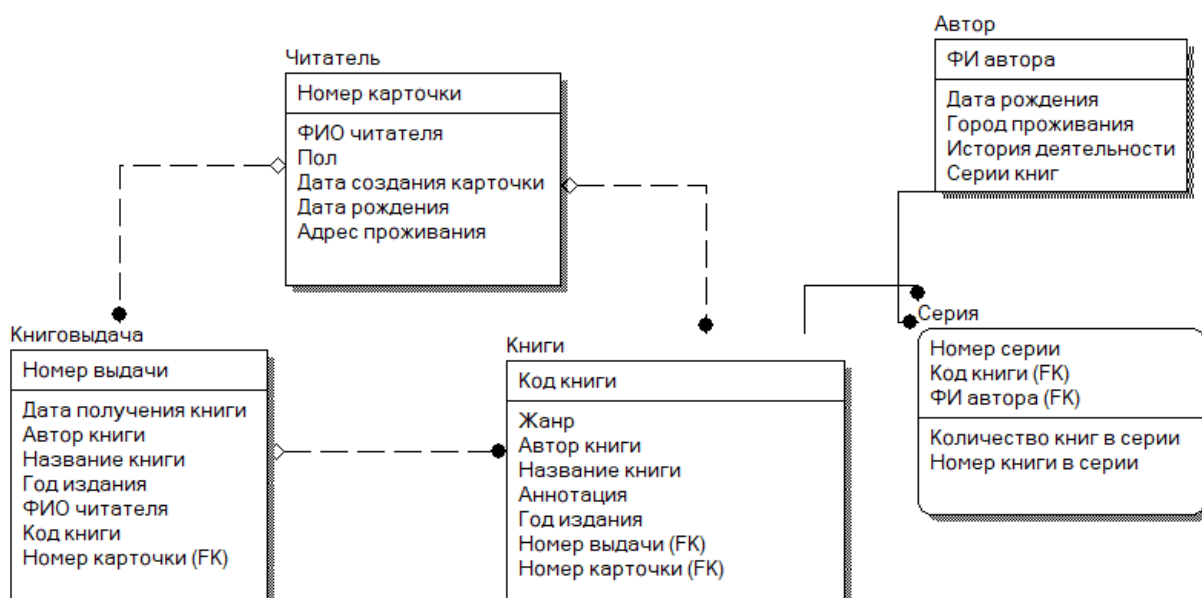 Автор
ФИ автора
Дата рождения
Город проживания
История деятельности
Серии книг
Читатель
Номер карточки
ФИО читателя
Пол
Дата создания карточки
Дата рождения
Адрес проживания
Книговыдача
Номер выдачи
Дата получения книги
Автор книги
Название книги
Год издания
ФИО читателя
Код книги
Номер карточки (FK)
Книги
Код книги
Жанр
Автор книги
Название книги
Аннотация
Год издания
Номер выдачи (FK)
Номер карточки (FK)
Серия
Номер серии
Код книги (FK)
ФИ автора (FK)
Количество книг в серии
Номер книги в серии